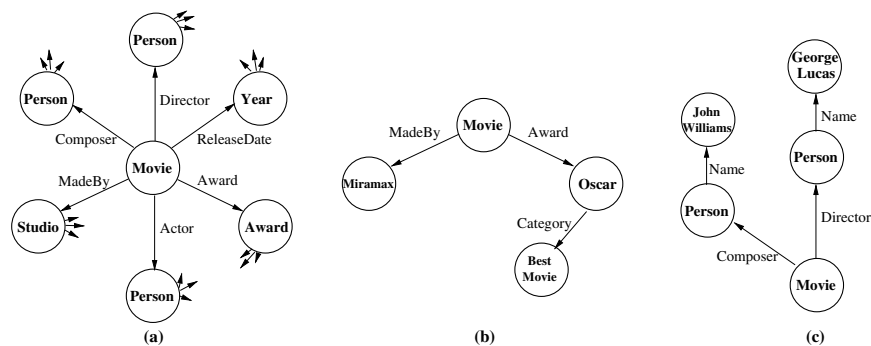 Person
Person
Director
Year
Composer
ReleaseDate
Movie
MadeBy
Award
Studio
Actor
Award
Person
(a)
MadeBy
Movie
Award
Miramax
Oscar
Category
Best
Movie
(b)
George
Lucas
John
Williams
Name
Name
Person
Person
Director
Composer
Movie
(c)